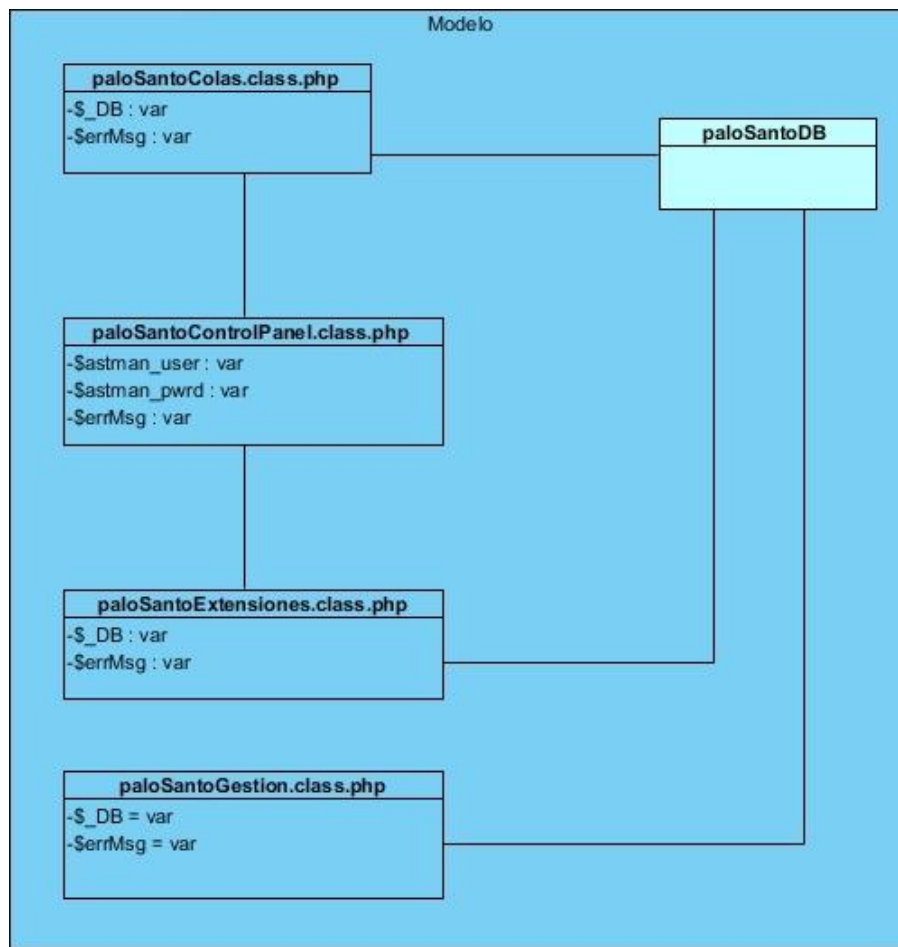 Modelo
paloSantoColas.class.php
-$_DB : var
-$errMsg : var
paloSantoDB
paloSantoControlPanel.class.php
-$astman_user : var
-$astman_pwrd : var
-$errMsg : var
paloSantoExtensiones.class.php
-$_DB : var
-$errMsg : var
paloSantoGestion.class.php
-$_DB = var
-$errMsg = var